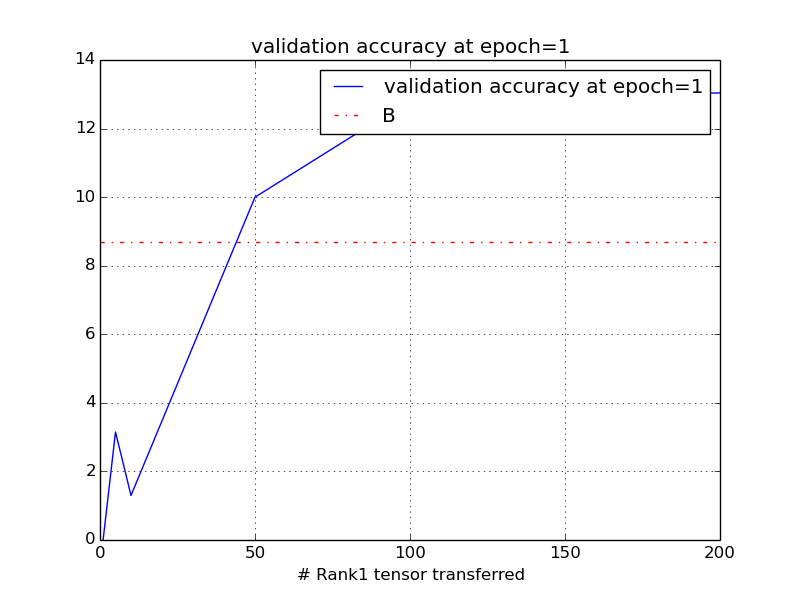 validation accuracy at epoch=1
14
12
10
8
6
4
2
0
validation accuracy at epoch=1
B
0 50 100 150 200
# Rank1 tensor transferred